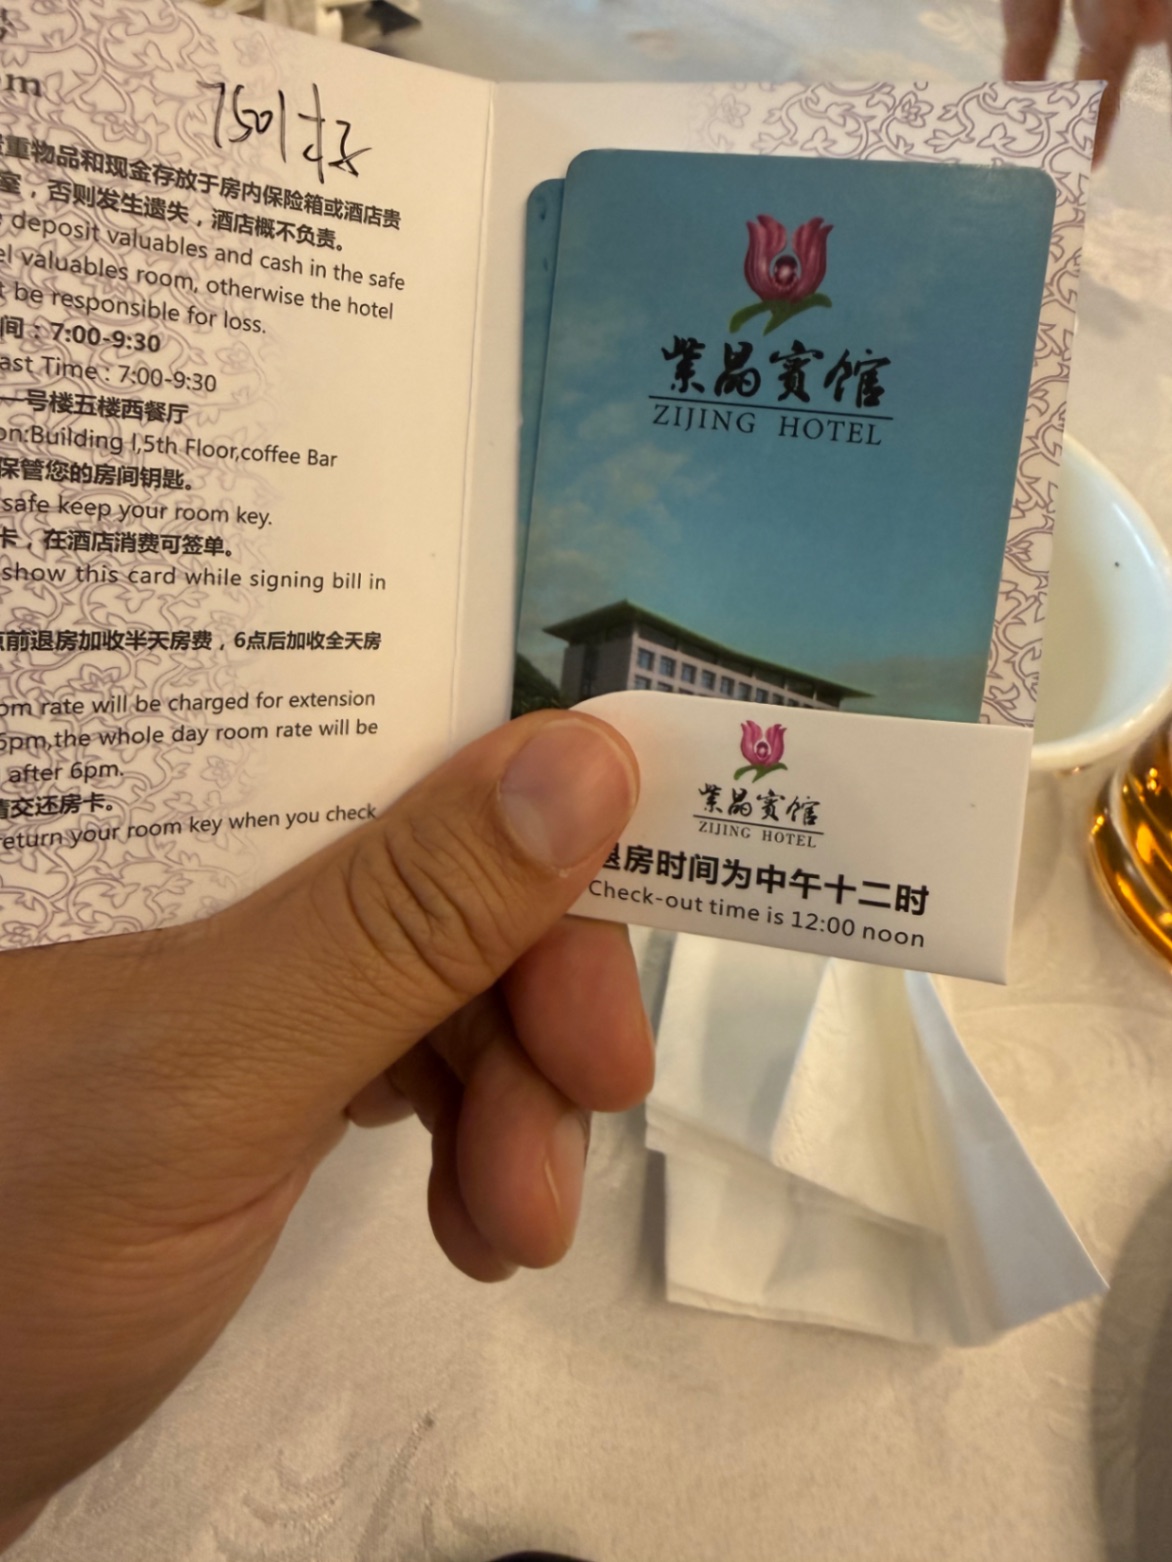 om
7501
重物品和现金存放于房内保险箱或酒店贵
室，否则发生遗失，酒店概不负责。
deposit valuables and cash in the safe
el valuables room, otherwise the hotel
t be responsible for loss.
间：7:00-9:30
ast Time : 7:00-9:30
一号楼五楼西餐厅
on:Building I,5th Floor,coffee Bar
保管您的房间钥匙。
safe keep your room key.
卡，在酒店消费可签单。
show this card while signing bill in
点前退房加收半天房费，6点后加收全天房
om rate will be charged for extension
6pm,the whole day room rate will be
after 6pm.
请交还房卡。
return your room key when you check
紫晶宾馆
ZIJING HOTEL
紫晶宾馆
ZIJING HOTEL
退房时间为中午十二时
Check-out time is 12:00 noon